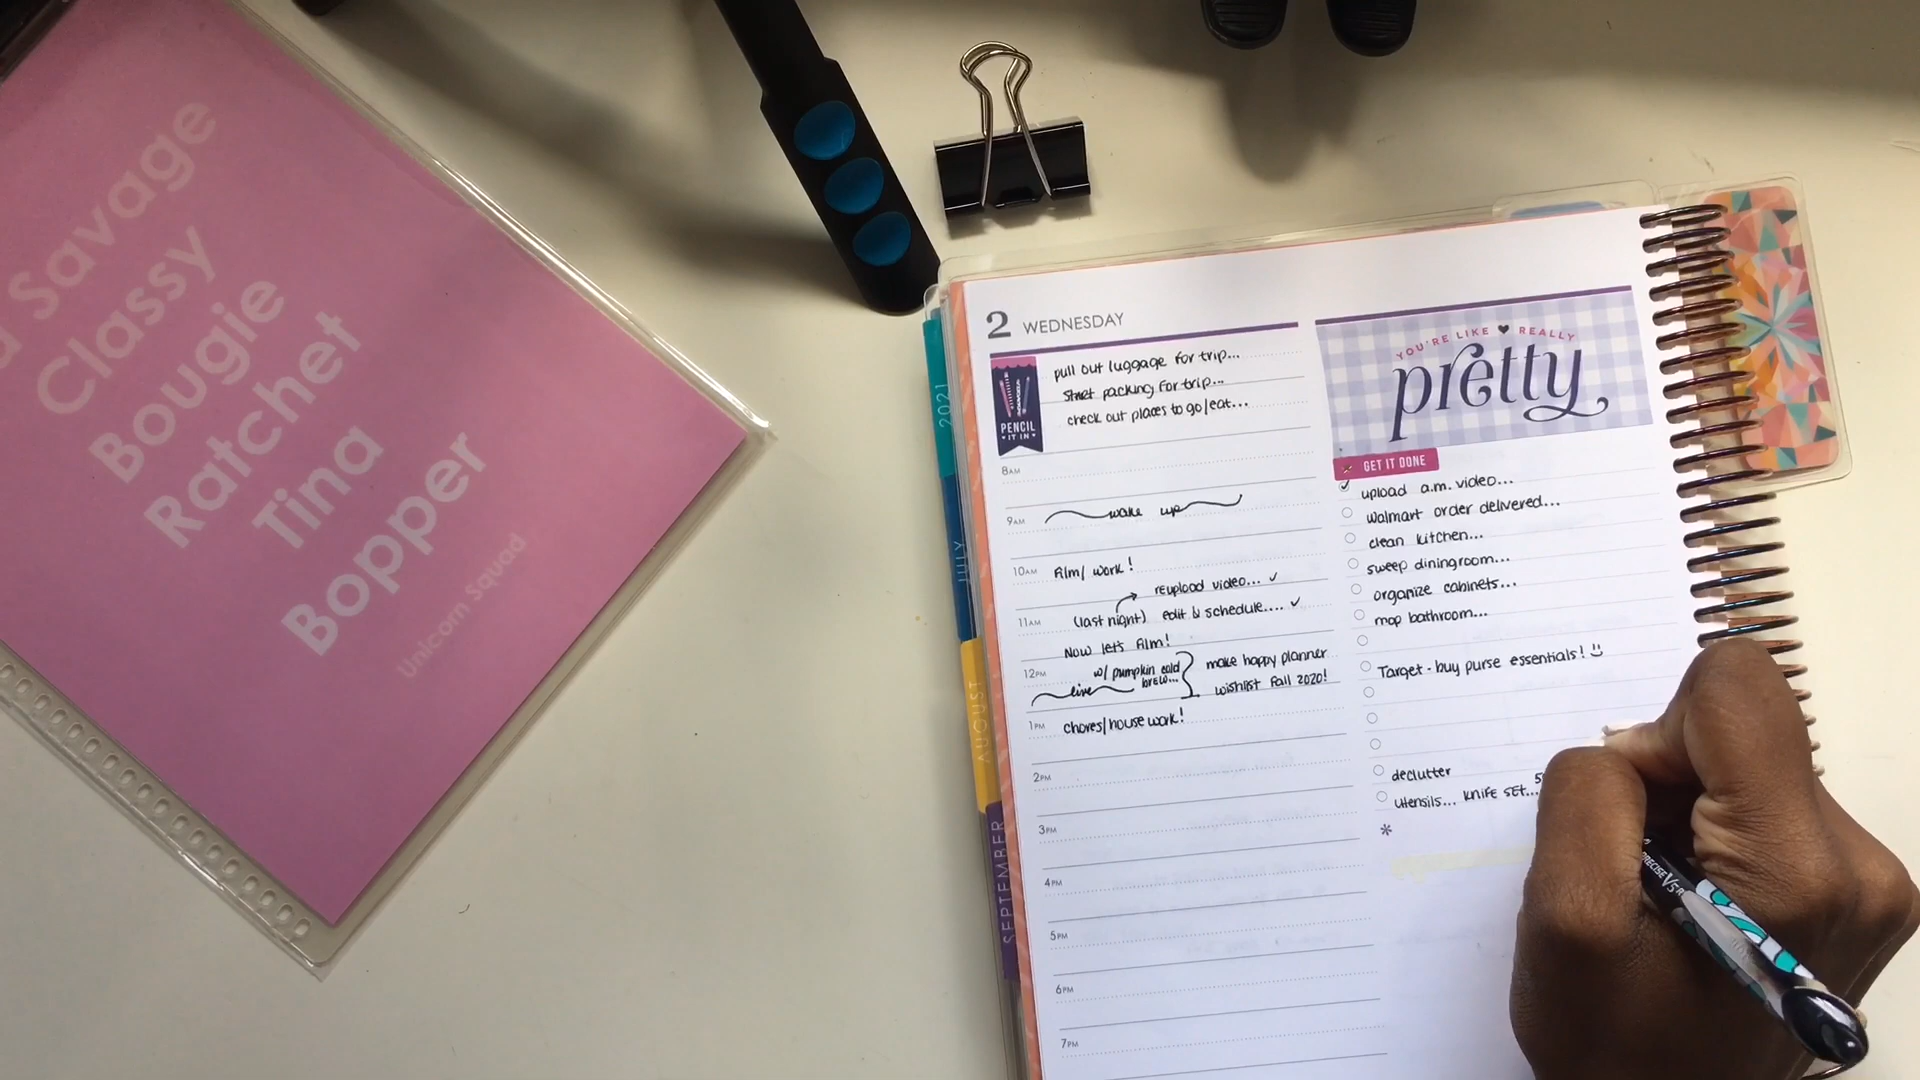 Savage
Classy
Bougie
Ratchet
Tina
Bopper
Unicorn Squad
2021
JULY
AUGUST
SEPTEMBER
2 WEDNESDAY
PENCIL
IT IN
pull out luggage for trip...
start packing for trip...
check out places to go/eat...
8AM
9AM wake up
10AM Film/ work!
reupload video... ✓
11AM (last night) edit & schedule.... ✓
Now let's film!
12PM w/ pumpkin cold make happy planner
live brew... wishlist Fall 2020!
1PM chores/house work!
2PM
3PM
4PM
5PM
6PM
7PM
YOU'RE LIKE ♥ REALLY
pretty
GET IT DONE
✓ upload a.m. video...
walmart order delivered...
clean kitchen...
sweep diningroom...
organize cabinets...
mop bathroom...
Target - buy purse essentials! :)
declutter
utensils... knife set...
*
PRECISE V5 R